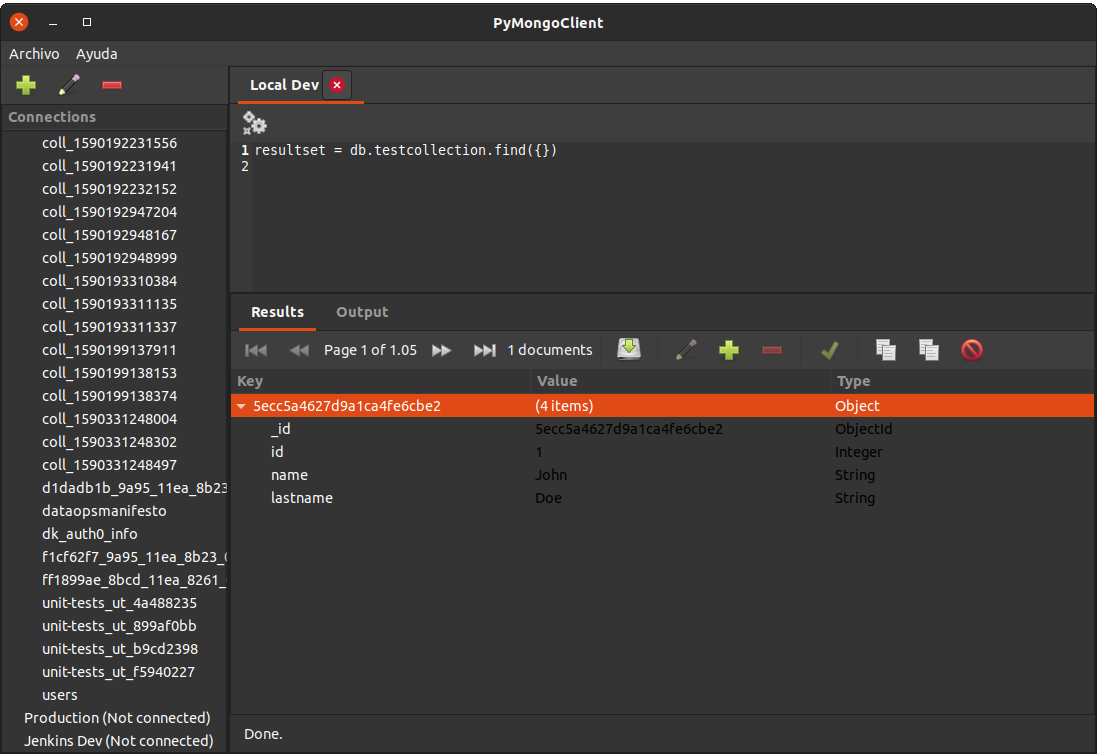 PyMongoClient
Archivo Ayuda
Connections
coll_1590192231556
coll_1590192231941
coll_1590192232152
coll_1590192947204
coll_1590192948167
coll_1590192948999
coll_1590193310384
coll_1590193311135
coll_1590193311337
coll_1590199137911
coll_1590199138153
coll_1590199138374
coll_1590331248004
coll_1590331248302
coll_1590331248497
d1dadb1b_9a95_11ea_8b23
dataopsmanifesto
dk_auth0_info
f1cf62f7_9a95_11ea_8b23_
ff1899ae_8bcd_11ea_8261_
unit-tests_ut_4a488235
unit-tests_ut_899af0bb
unit-tests_ut_b9cd2398
unit-tests_ut_f5940227
users
Production (Not connected)
Jenkins Dev (Not connected)
Local Dev
1 resultset = db.testcollection.find({})
2
Results Output
Page 1 of 1.05 1 documents
Key Value Type
5ecc5a4627d9a1ca4fe6cbe2 (4 items) Object
_id 5ecc5a4627d9a1ca4fe6cbe2 ObjectId
id 1 Integer
name John String
lastname Doe String
Done.